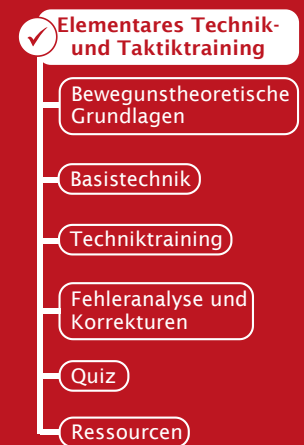 Elementares Technik-
und Taktiktraining
Bewegunstheoretische
Grundlagen
Basistechnik
Techniktraining
Fehleranalyse und
Korrekturen
Quiz
Ressourcen